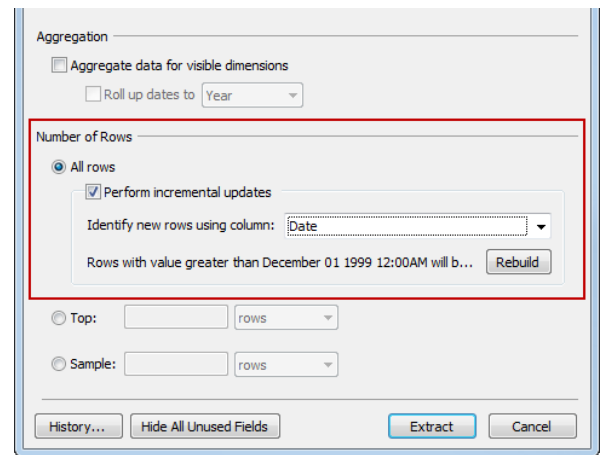 Aggregation
Aggregate data for visible dimensions
Roll up dates to Year
Number of Rows
All rows
Perform incremental updates
Identify new rows using column: Date
Rows with value greater than December 01 1999 12:00AM will b... Rebuild
Top: rows
Sample: rows
History... Hide All Unused Fields Extract Cancel